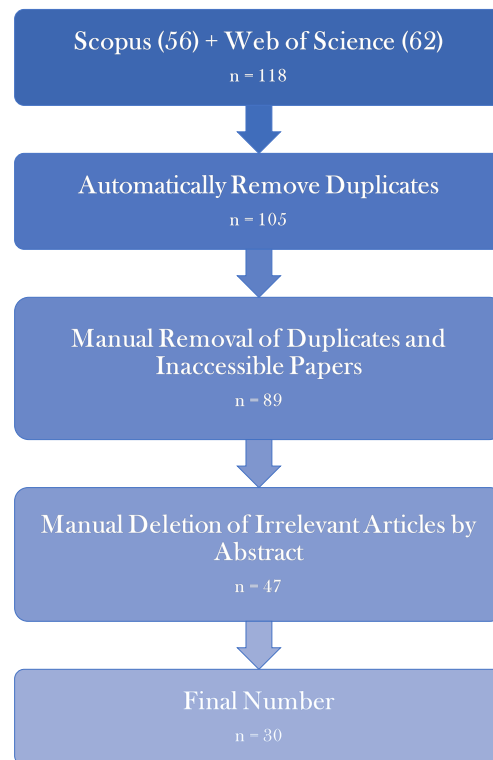 Scopus (56) + Web of Science (62)
n = 118
Automatically Remove Duplicates
n = 105
Manual Removal of Duplicates and
Inaccessible Papers
n = 89
Manual Deletion of Irrelevant Articles by
Abstract
n = 47
Final Number
n = 30